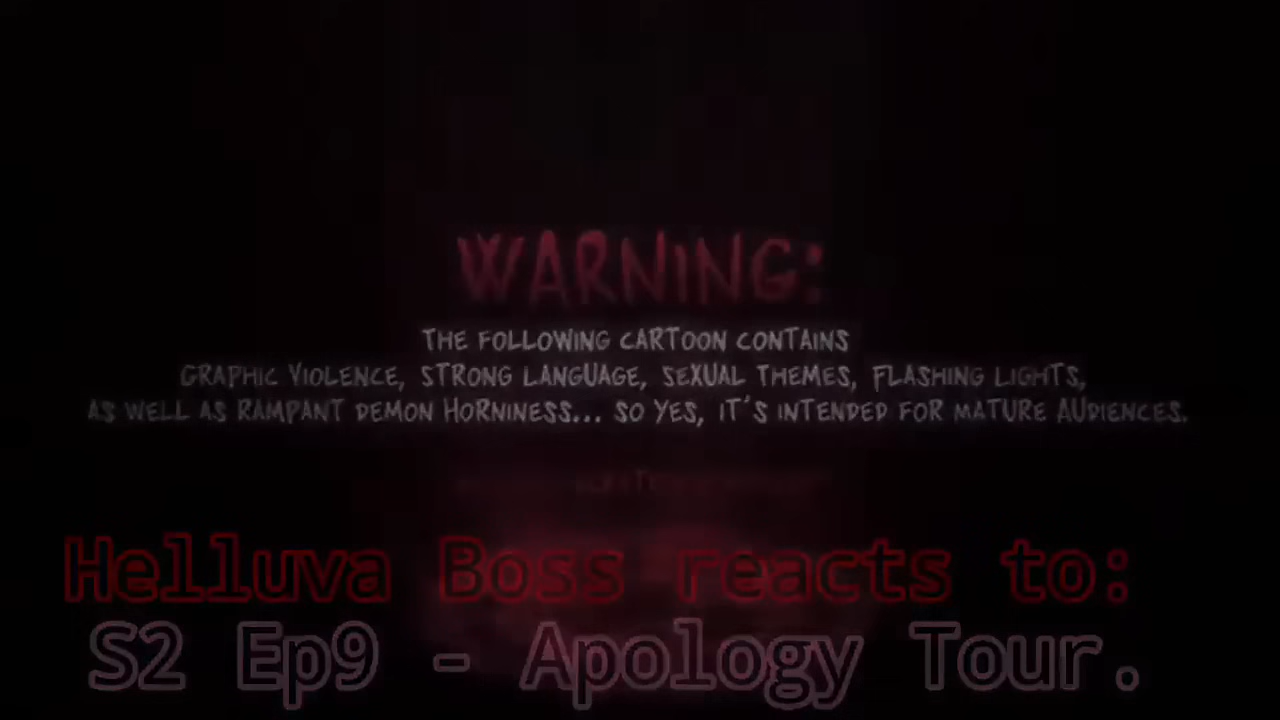 WARNING:
THE FOLLOWING CARTOON CONTAINS
GRAPHIC VIOLENCE, STRONG LANGUAGE, SEXUAL THEMES, FLASHING LIGHTS,
AS WELL AS RAMPANT DEMON HORNINESS... SO YES, IT'S INTENDED FOR MATURE AUDIENCES.
Helluva Boss reacts to:
S2 Ep9 - Apology Tour.